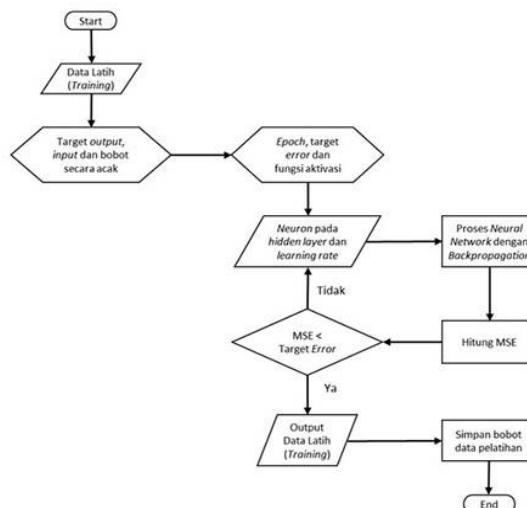 Start
Data Latih
(Training)
Target output,
input dan bobot
secara acak
Epoch, target
error dan
fungsi aktivasi
Neuron pada
hidden layer dan
learning rate
Proses Neural
Network dengan
Backpropagation
Tidak
MSE <
Target Error
Hitung MSE
Ya
Output
Data Latih
(Training)
Simpan bobot
data pelatihan
End